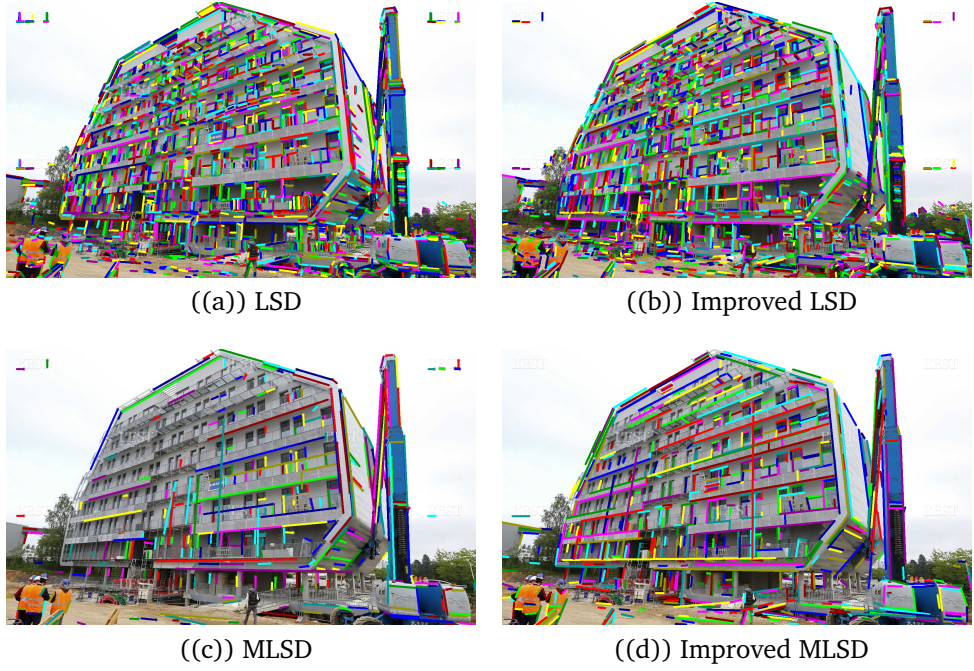 ((a)) LSD
((b)) Improved LSD
((c)) MLSD
((d)) Improved MLSD